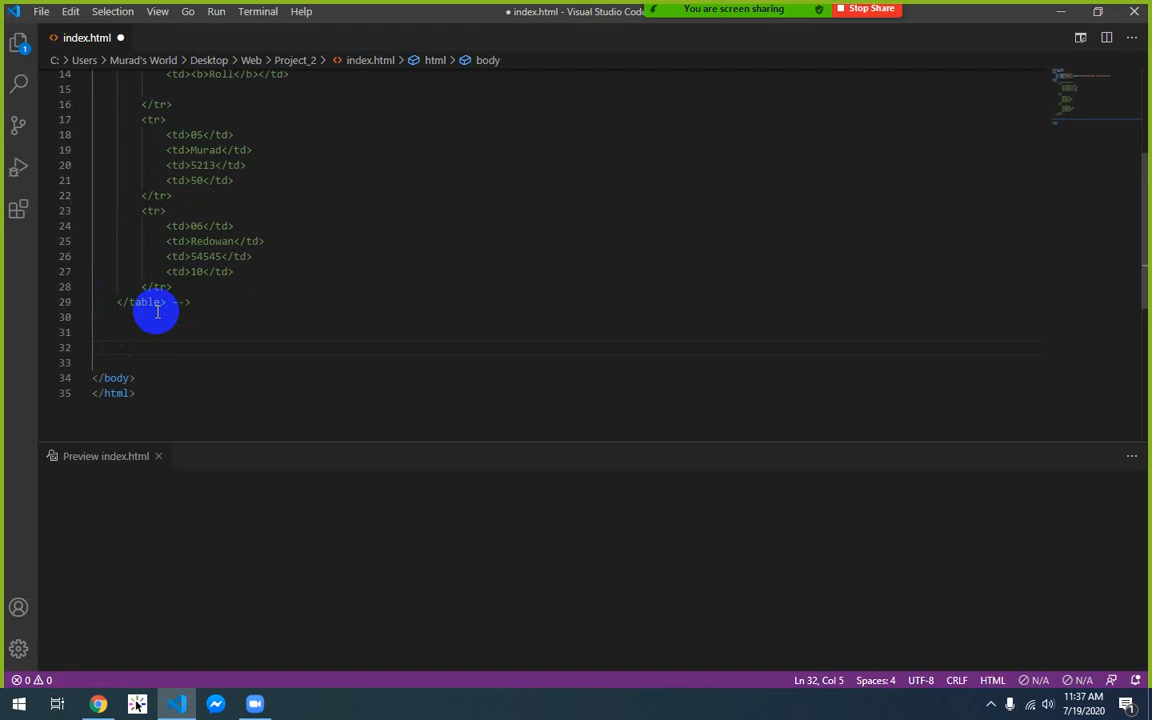 File Edit Selection View Go Run Terminal Help
● index.html - Visual Studio Code
You are screen sharing
Stop Share
index.html ●
C: > Users > Murad's World > Desktop > Web > Project_2 > index.html > html > body
14 <td><b>Roll</b></td>
15
16 </tr>
17 <tr>
18 <td>05</td>
19 <td>Murad</td>
20 <td>5213</td>
21 <td>50</td>
22 </tr>
23 <tr>
24 <td>06</td>
25 <td>Redowan</td>
26 <td>54545</td>
27 <td>10</td>
28 </tr>
29 </table> -->
30
31
32
33
34 </body>
35 </html>
Preview index.html
1
0 0 Ln 32, Col 5 Spaces: 4 UTF-8 CRLF HTML N/A N/A
11:37 AM
7/19/2020
1